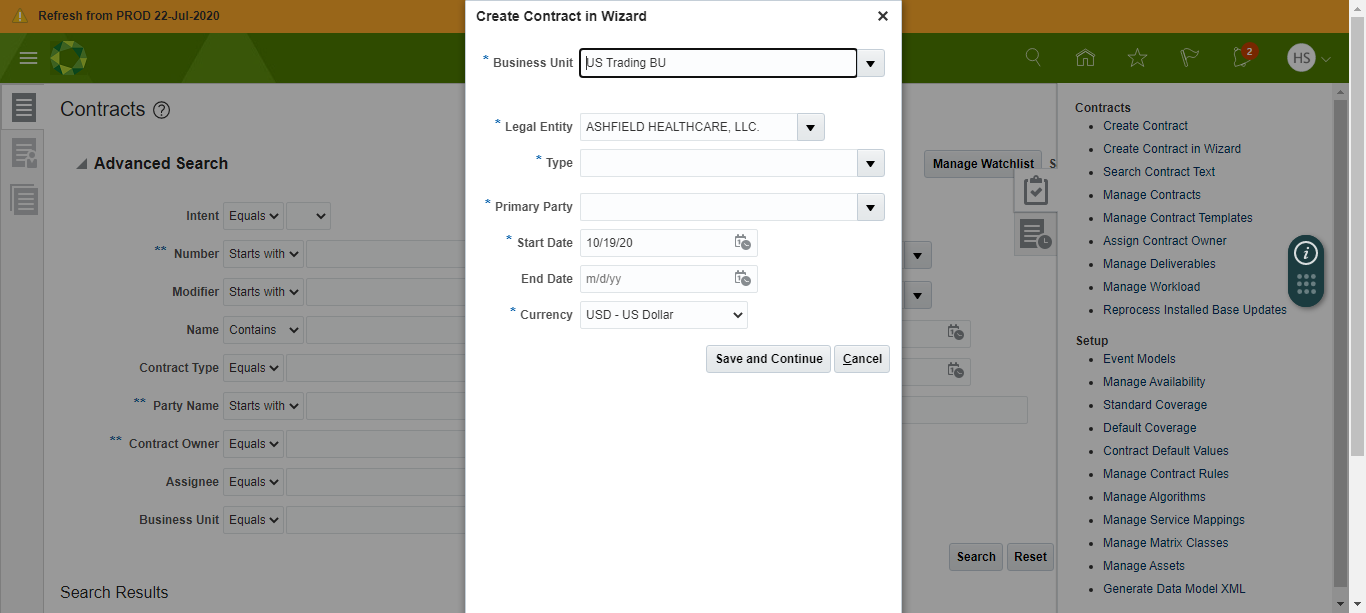 Refresh from PROD 22-Jul-2020
2
HS
Contracts ?
Advanced Search
Manage Watchlist
S
Intent Equals
** Number Starts with
Modifier Starts with
Name Contains
Contract Type Equals
** Party Name Starts with
** Contract Owner Equals
Assignee Equals
Business Unit Equals
Search Reset
Search Results
Create Contract in Wizard
* Business Unit US Trading BU
* Legal Entity ASHFIELD HEALTHCARE, LLC.
* Type
* Primary Party
* Start Date 10/19/20
End Date m/d/yy
* Currency USD - US Dollar
Save and Continue Cancel
Contracts
Create Contract
Create Contract in Wizard
Search Contract Text
Manage Contracts
Manage Contract Templates
Assign Contract Owner
Manage Deliverables
Manage Workload
Reprocess Installed Base Updates
Setup
Event Models
Manage Availability
Standard Coverage
Default Coverage
Contract Default Values
Manage Contract Rules
Manage Algorithms
Manage Service Mappings
Manage Matrix Classes
Manage Assets
Generate Data Model XML
i